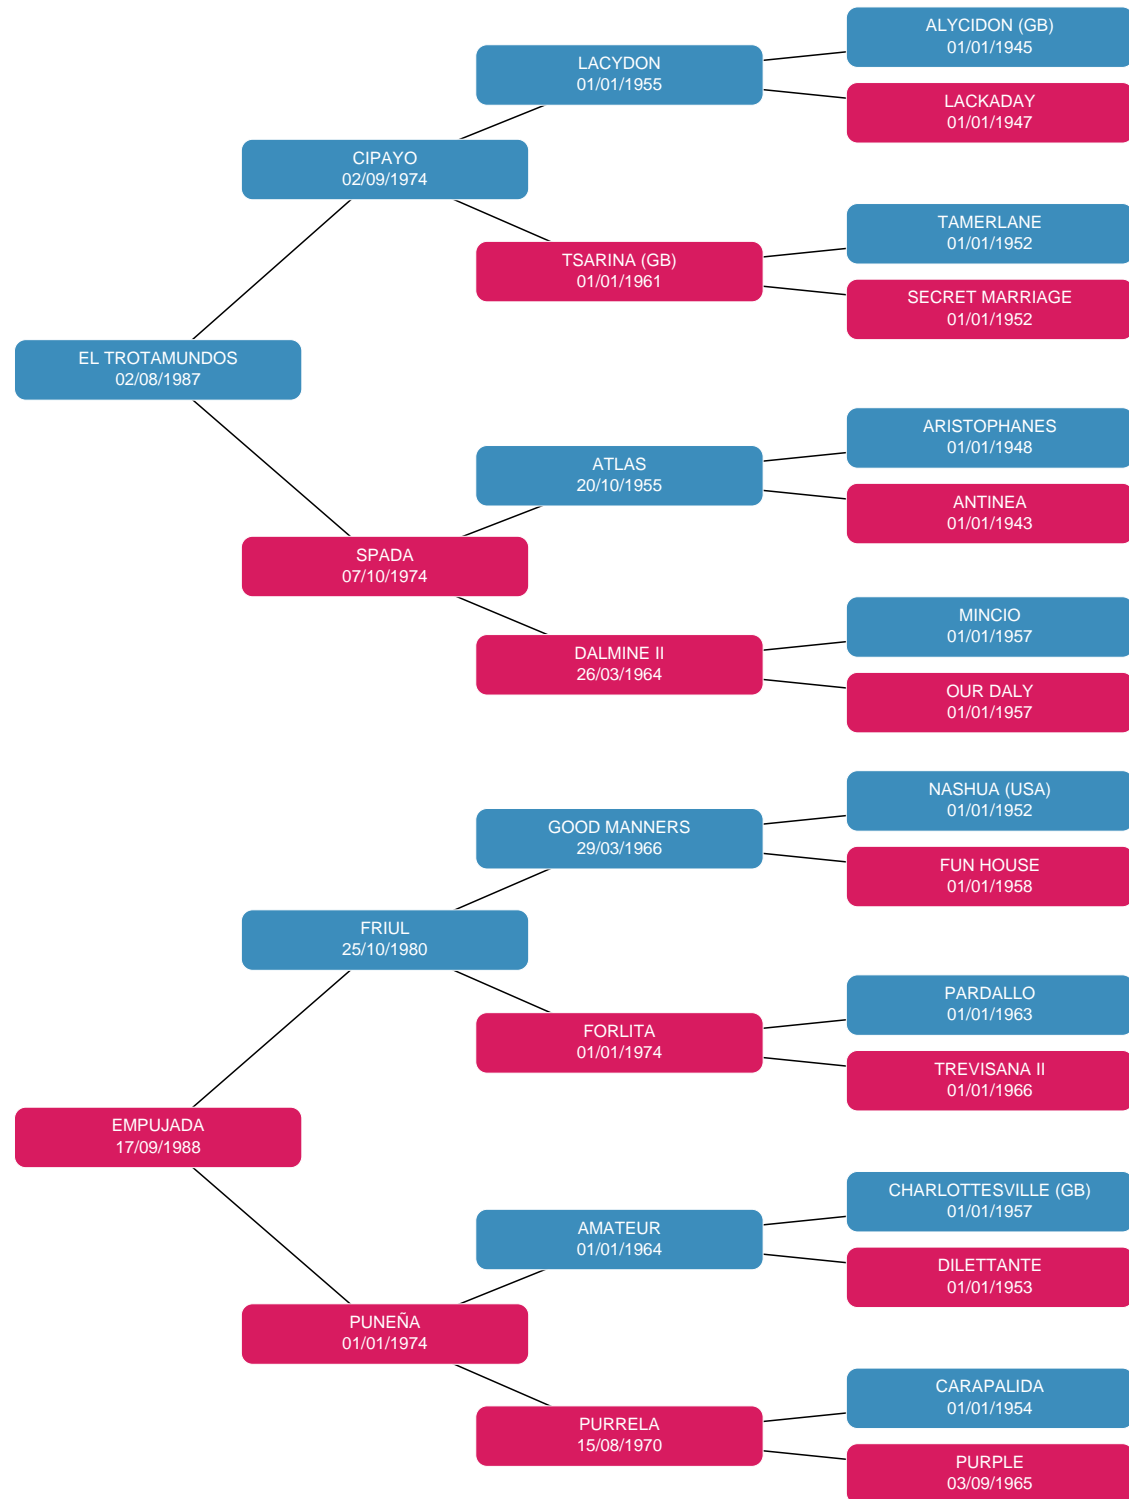 ALYCIDON (GB)
01/01/1945
LACYDON
01/01/1955
LACKADAY
01/01/1947
CIPAYO
02/09/1974
TAMERLANE
01/01/1952
TSARINA (GB)
01/01/1961
SECRET MARRIAGE
01/01/1952
EL TROTAMUNDOS
02/08/1987
ARISTOPHANES
01/01/1948
ATLAS
20/10/1955
ANTINEA
01/01/1943
SPADA
07/10/1974
MINCIO
01/01/1957
DALMINE II
26/03/1964
OUR DALY
01/01/1957
NASHUA (USA)
01/01/1952
GOOD MANNERS
29/03/1966
FUN HOUSE
01/01/1958
FRIUL
25/10/1980
PARDALLO
01/01/1963
FORLITA
01/01/1974
TREVISANA II
01/01/1966
EMPUJADA
17/09/1988
CHARLOTTESVILLE (GB)
01/01/1957
AMATEUR
01/01/1964
DILETTANTE
01/01/1953
PUNEÑA
01/01/1974
CARAPALIDA
01/01/1954
PURRELA
15/08/1970
PURPLE
03/09/1965